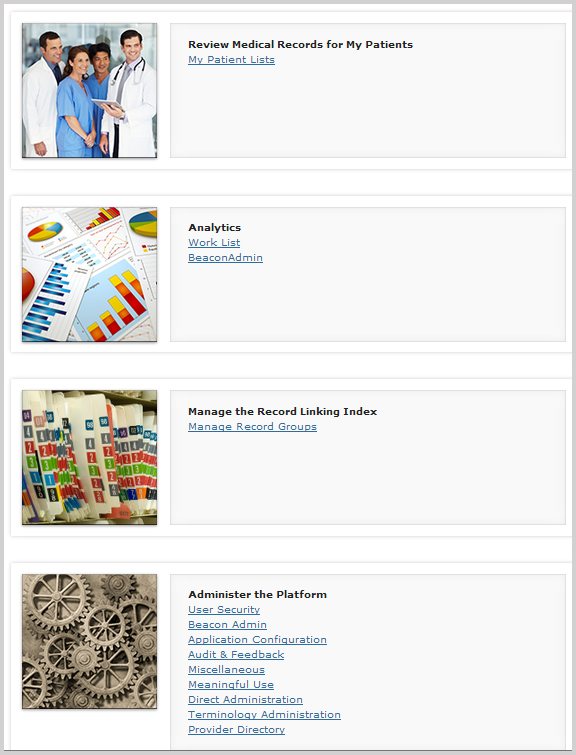 Review Medical Records for My Patients
My Patient Lists
Analytics
Work List
BeaconAdmin
Manage the Record Linking Index
Manage Record Groups
Administer the Platform
User Security
Beacon Admin
Application Configuration
Audit & Feedback
Miscellaneous
Meaningful Use
Direct Administration
Terminology Administration
Provider Directory